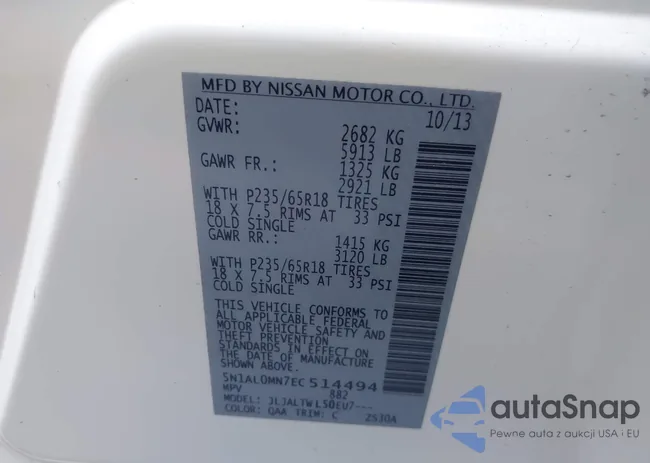 MFD BY NISSAN MOTOR CO., LTD.
DATE: 10/13
GVWR: 2682 KG
5913 LB
GAWR FR.: 1325 KG
2921 LB
WITH P235/65R18 TIRES
18 X 7.5 RIMS AT 33 PSI
COLD SINGLE
GAWR RR.: 1415 KG
3120 LB
WITH P235/65R18 TIRES
18 X 7.5 RIMS AT 33 PSI
COLD SINGLE
THIS VEHICLE CONFORMS TO
ALL APPLICABLE FEDERAL
MOTOR VEHICLE SAFETY AND
THEFT PREVENTION
STANDARDS IN EFFECT ON
THE DATE OF MANUFACTURE
SHOWN ABOVE.
5N1AL0MN7EC514494
MPV 882
MODEL: JLJALTWL50EU7---
COLOR: QAA TRIM: C 2S30A
autoSnap
Pewne auta z aukcji USA i EU